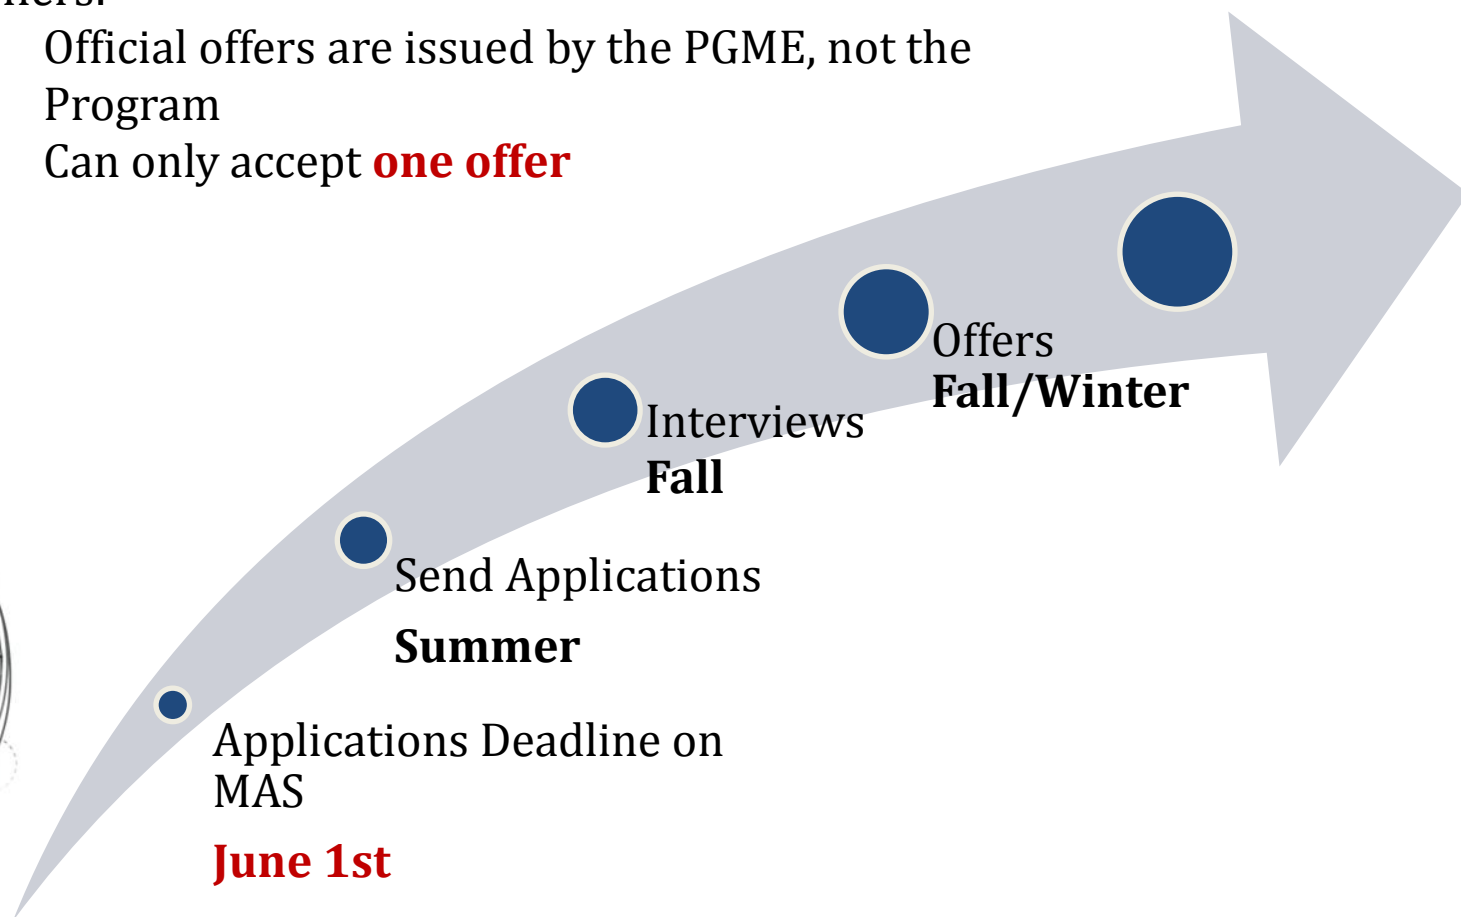 Official offers are issued by the PGME, not the
Program
Can only accept one offer
Offers
Fall/Winter
Interviews
Fall
Send Applications
Summer
Applications Deadline on
MAS
June 1st